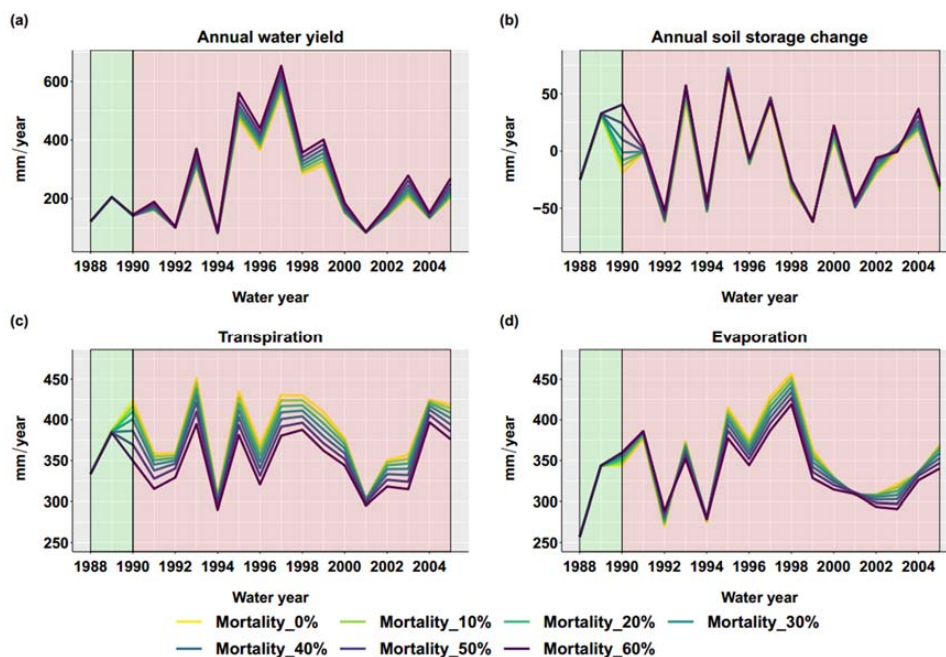 (a)
Annual water yield
mm/year
600
400
200
1988 1990 1992 1994 1996 1998 2000 2002 2004
Water year
(b)
Annual soil storage change
mm/year
50
0
−50
1988 1990 1992 1994 1996 1998 2000 2002 2004
Water year
(c)
Transpiration
mm/year
450
400
350
300
250
1988 1990 1992 1994 1996 1998 2000 2002 2004
Water year
(d)
Evaporation
mm/year
450
400
350
300
250
1988 1990 1992 1994 1996 1998 2000 2002 2004
Water year
Mortality_0% Mortality_10% Mortality_20% Mortality_30%
Mortality_40% Mortality_50% Mortality_60%